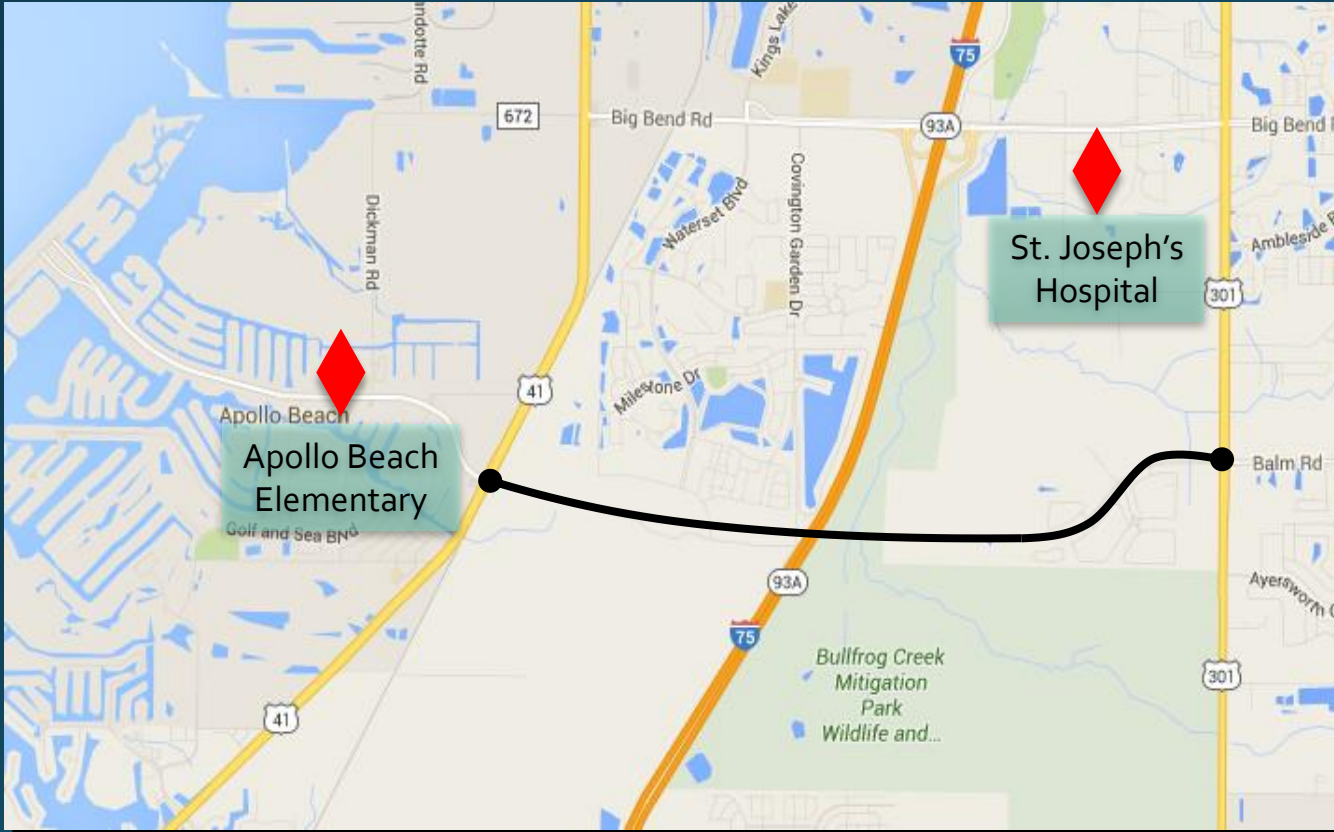 andotte Rd
Kings Lake
75
672
Big Bend Rd
93A
Big Bend
Covington Garden Dr
Waterset Blvd
Dickman Rd
St. Joseph's
Hospital
Ambleside
301
41
Milestone Dr
Apollo Beach
Apollo Beach
Elementary
Golf and Sea Blvd
Balm Rd
93A
Ayersworth
75
Bullfrog Creek
Mitigation
Park
Wildlife and...
301
41